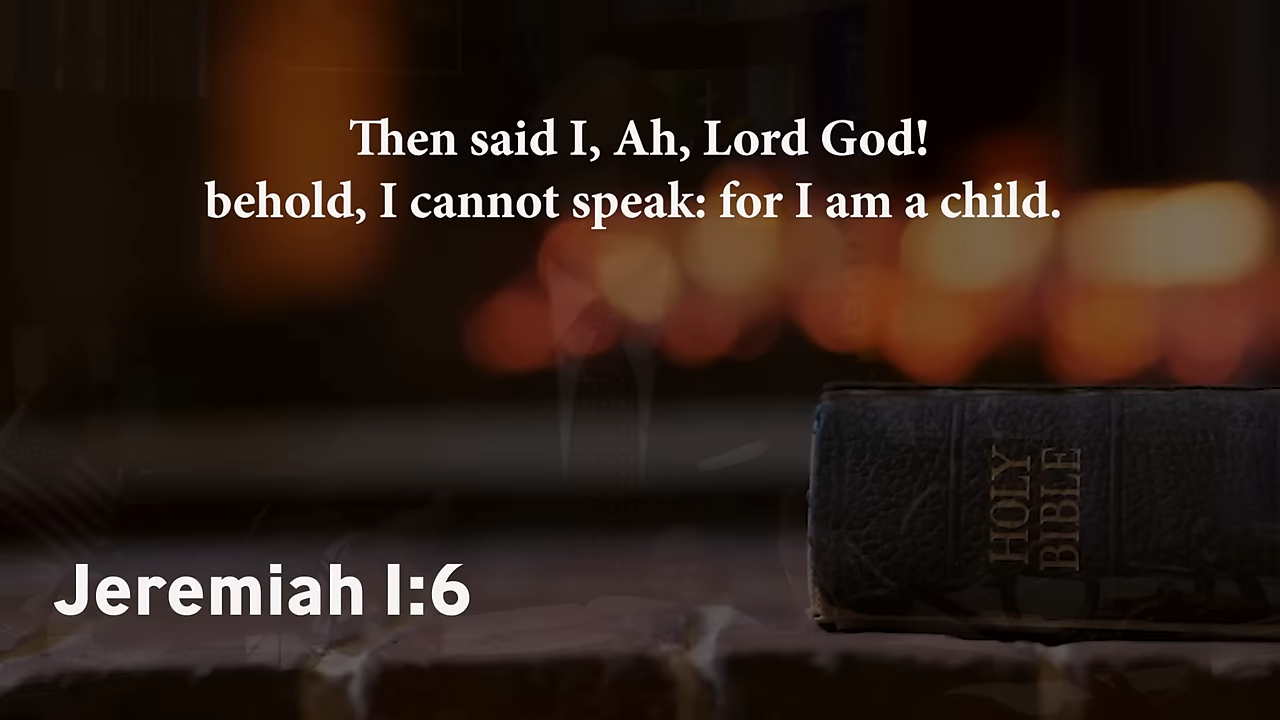 Then said I, Ah, Lord God!
behold, I cannot speak: for I am a child.
HOLY
BIBLE
Jeremiah 1:6